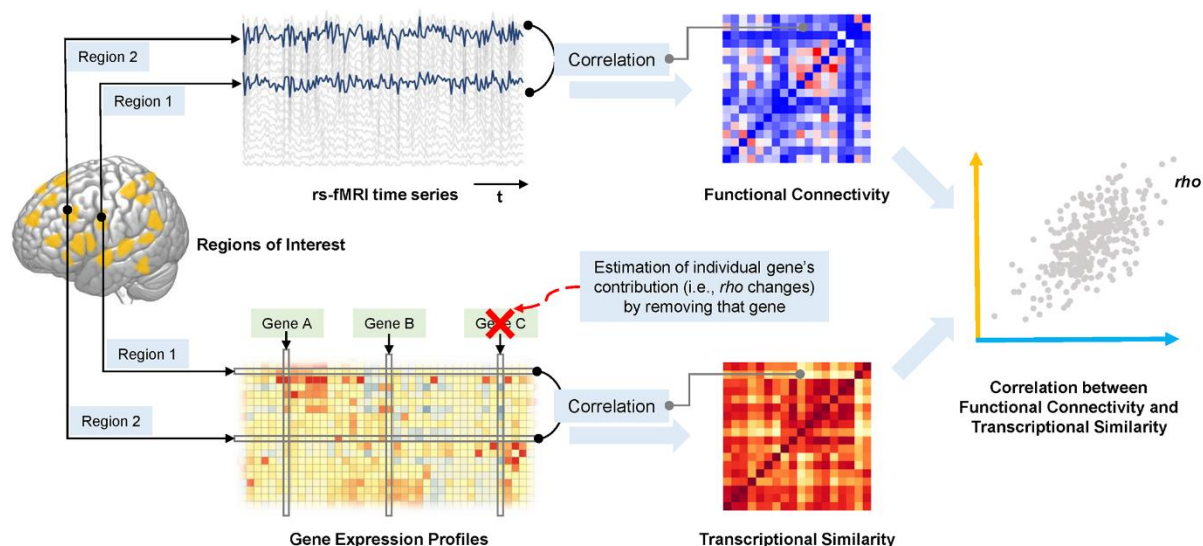 Region 2
Region 1
Correlation
rs-fMRI time series
t
Functional Connectivity
rho
Regions of Interest
Estimation of individual gene's
contribution (i.e., rho changes)
by removing that gene
Gene A
Gene B
Gene C
Region 1
Region 2
Correlation
Correlation between
Functional Connectivity and
Transcriptional Similarity
Gene Expression Profiles
Transcriptional Similarity